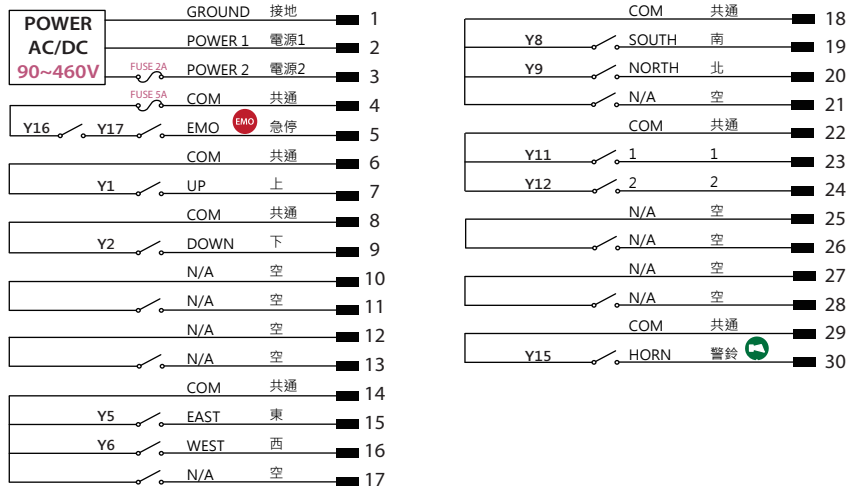 POWER
AC/DC
90~460V
GROUND 接地 1
POWER 1 電源1 2
FUSE 2A POWER 2 電源2 3
FUSE 5A COM 共通 4
Y16 Y17 EMO EMO 急停 5
COM 共通 6
Y1 UP 上 7
COM 共通 8
Y2 DOWN 下 9
N/A 空 10
N/A 空 11
N/A 空 12
N/A 空 13
COM 共通 14
Y5 EAST 東 15
Y6 WEST 西 16
N/A 空 17
COM 共通 18
Y8 SOUTH 南 19
Y9 NORTH 北 20
N/A 空 21
COM 共通 22
Y11 1 1 23
Y12 2 2 24
N/A 空 25
N/A 空 26
N/A 空 27
N/A 空 28
COM 共通 29
Y15 HORN 警鈴 30